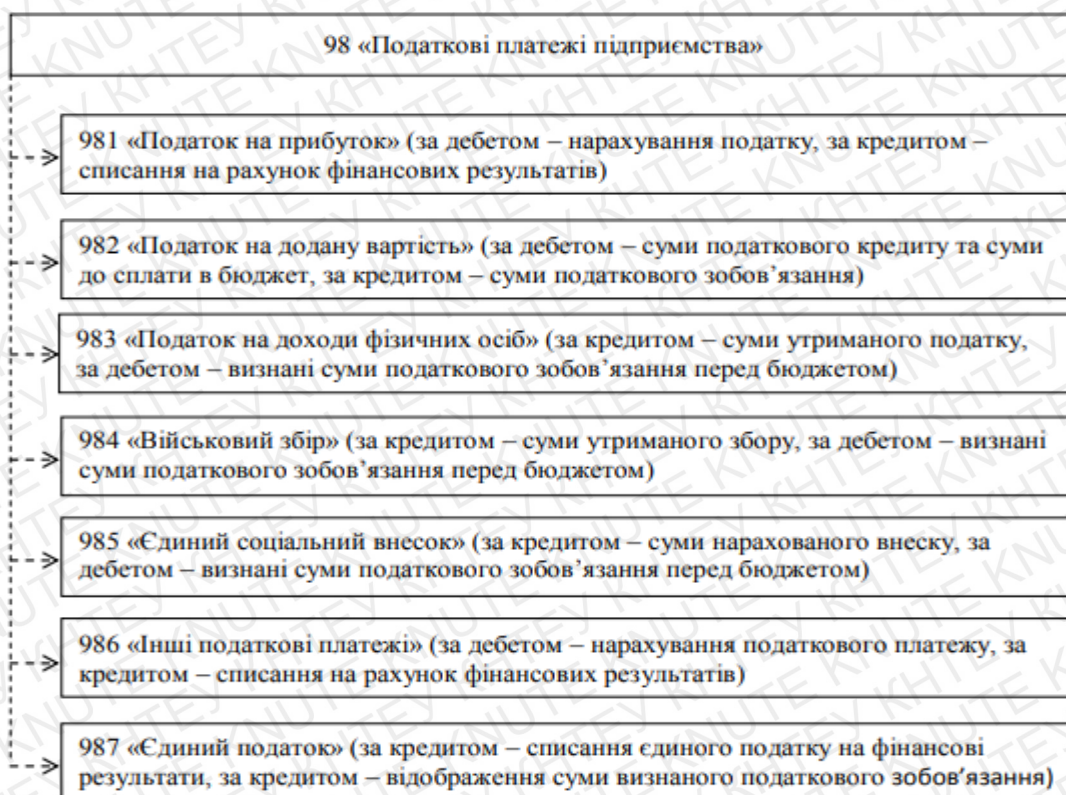 98 «Податкові платежі підприємства»
981 «Податок на прибуток» (за дебетом – нарахування податку, за кредитом –
списання на рахунок фінансових результатів)
982 «Податок на додану вартість» (за дебетом – суми податкового кредиту та суми
до сплати в бюджет, за кредитом – суми податкового зобов’язання)
983 «Податок на доходи фізичних осіб» (за кредитом – суми утриманого податку,
за дебетом – визнані суми податкового зобов’язання перед бюджетом)
984 «Військовий збір» (за кредитом – суми утриманого збору, за дебетом – визнані
суми податкового зобов’язання перед бюджетом)
985 «Єдиний соціальний внесок» (за кредитом – суми нарахованого внеску, за
дебетом – визнані суми податкового зобов’язання перед бюджетом)
986 «Інші податкові платежі» (за дебетом – нарахування податкового платежу, за
кредитом – списання на рахунок фінансових результатів)
987 «Єдиний податок» (за кредитом – списання єдиного податку на фінансові
результати, за кредитом – відображення суми визнаного податкового зобов’язання)